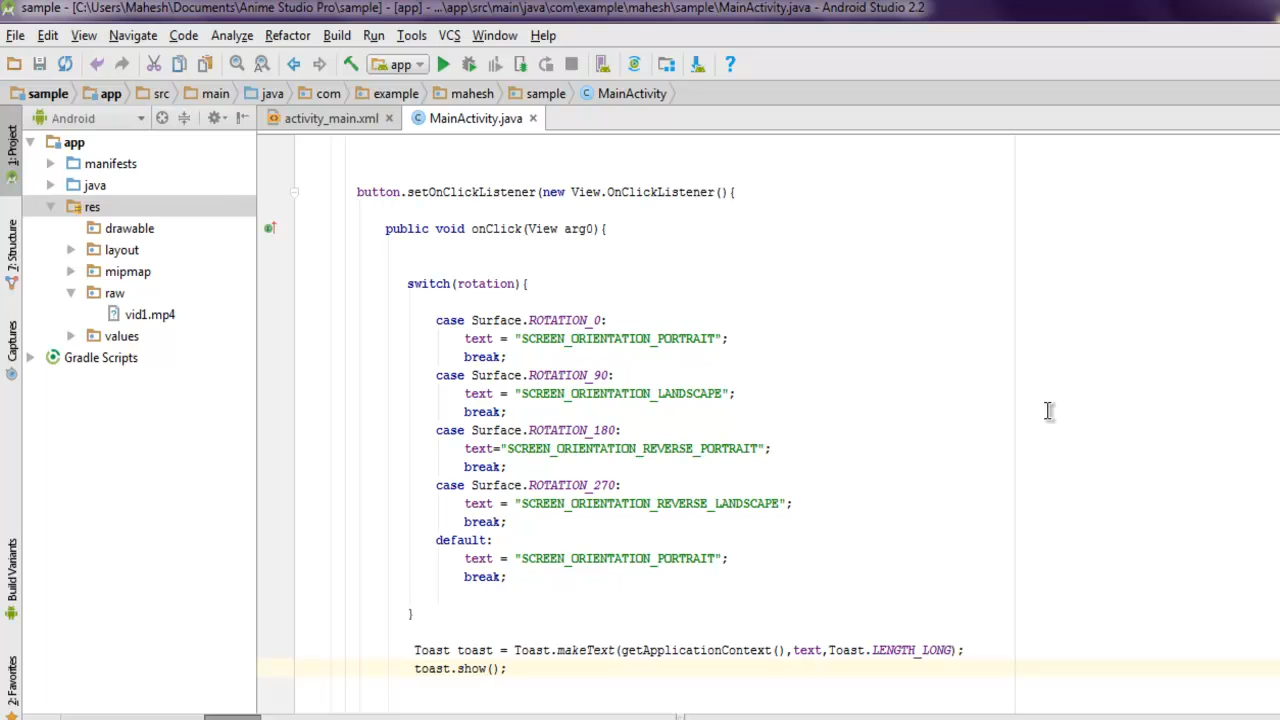 sample - [C:\Users\Mahesh\Documents\Anime Studio Pro\sample] - [app] - ...\app\src\main\java\com\example\mahesh\sample\MainActivity.java - Android Studio 2.2
File Edit View Navigate Code Analyze Refactor Build Run Tools VCS Window Help
app
sample app src main java com example mahesh sample MainActivity
Android
activity_main.xml MainActivity.java
1: Project
7: Structure
Captures
Build Variants
2: Favorites
app
manifests
java
res
drawable
layout
mipmap
raw
vid1.mp4
values
Gradle Scripts
button.setOnClickListener(new View.OnClickListener(){
public void onClick(View arg0){
switch(rotation){
case Surface.ROTATION_0:
text = "SCREEN_ORIENTATION_PORTRAIT";
break;
case Surface.ROTATION_90:
text = "SCREEN_ORIENTATION_LANDSCAPE";
break;
case Surface.ROTATION_180:
text="SCREEN_ORIENTATION_REVERSE_PORTRAIT";
break;
case Surface.ROTATION_270:
text = "SCREEN_ORIENTATION_REVERSE_LANDSCAPE";
break;
default:
text = "SCREEN_ORIENTATION_PORTRAIT";
break;
}
Toast toast = Toast.makeText(getApplicationContext(),text,Toast.LENGTH_LONG);
toast.show();